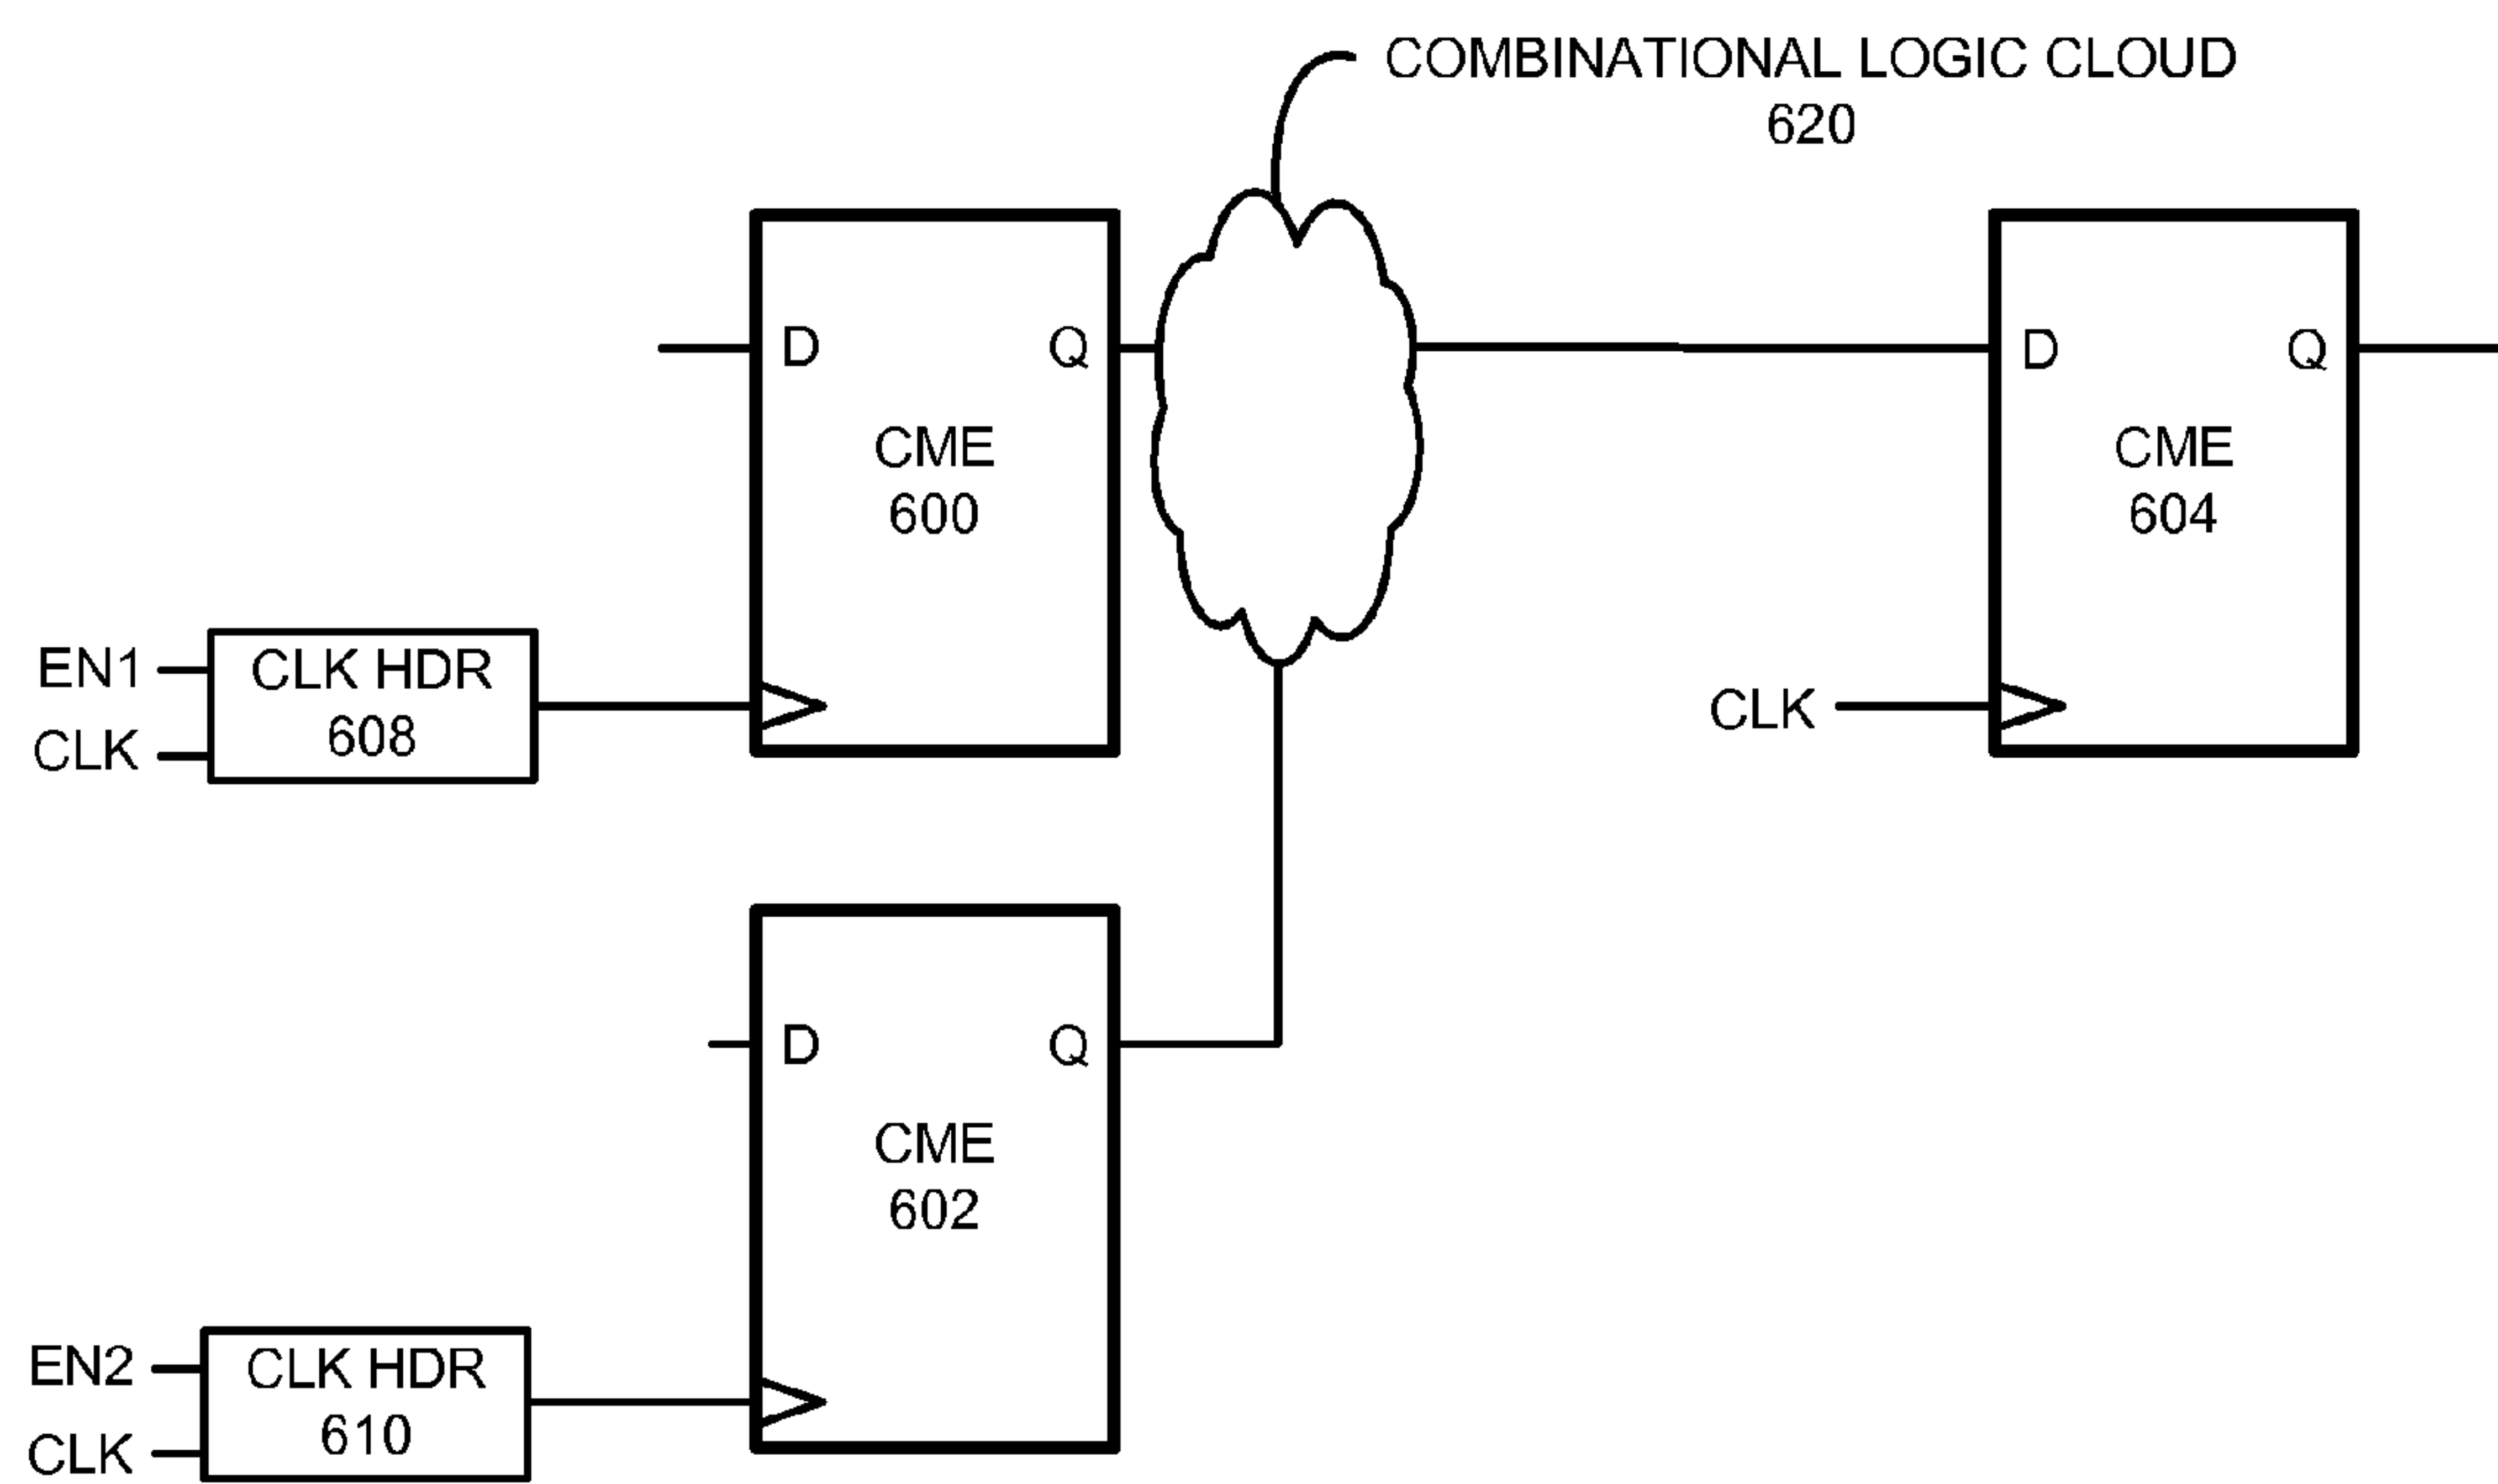 COMBINATIONAL LOGIC CLOUD
620
D Q
CME
600
EN1
CLK
CLK HDR
608
D Q
CME
604
CLK
D Q
CME
602
EN2
CLK
CLK HDR
610